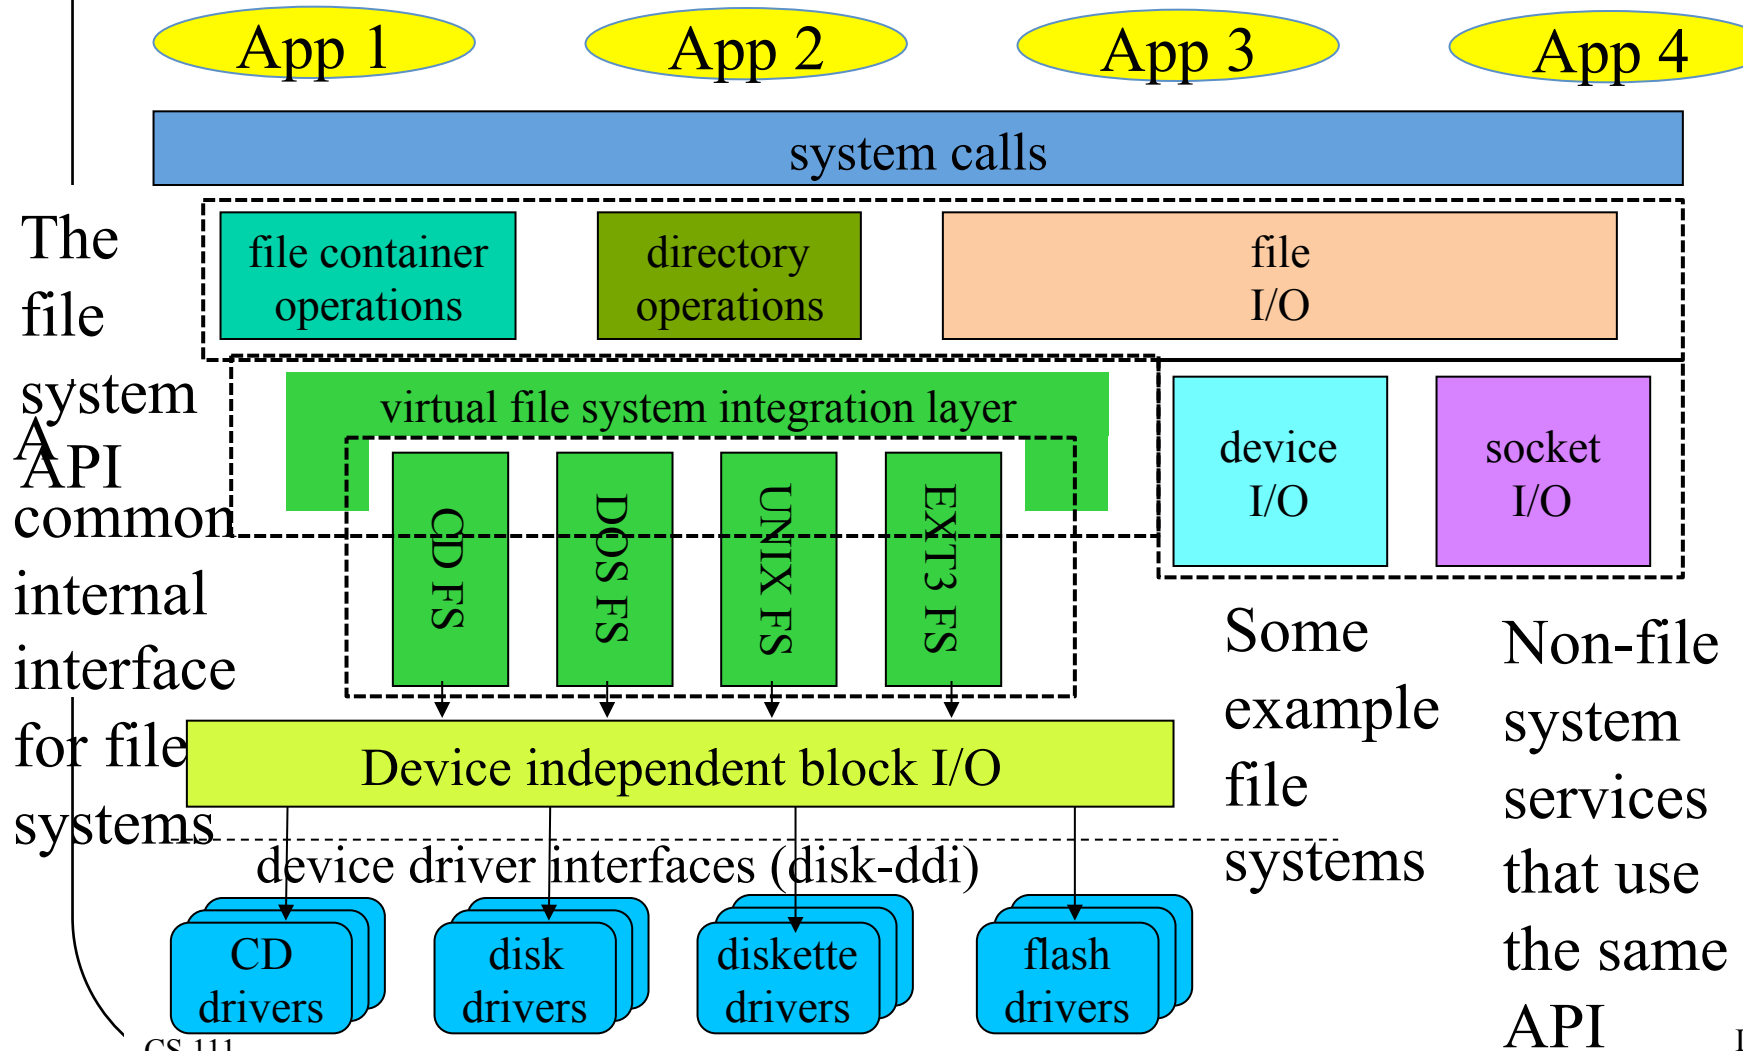 App 1
App 2
App 3
App 4
system calls
The
file
system
API
file container
operations
directory
operations
file
I/O
A
common
internal
interface
for file
systems
virtual file system integration layer
CD FS
DOS FS
UNIX FS
EXT3 FS
device
I/O
socket
I/O
Some
example
file
systems
Non-file
system
services
that use
the same
API
Device independent block I/O
device driver interfaces (disk-ddi)
CD
drivers
disk
drivers
diskette
drivers
flash
drivers
CS 111